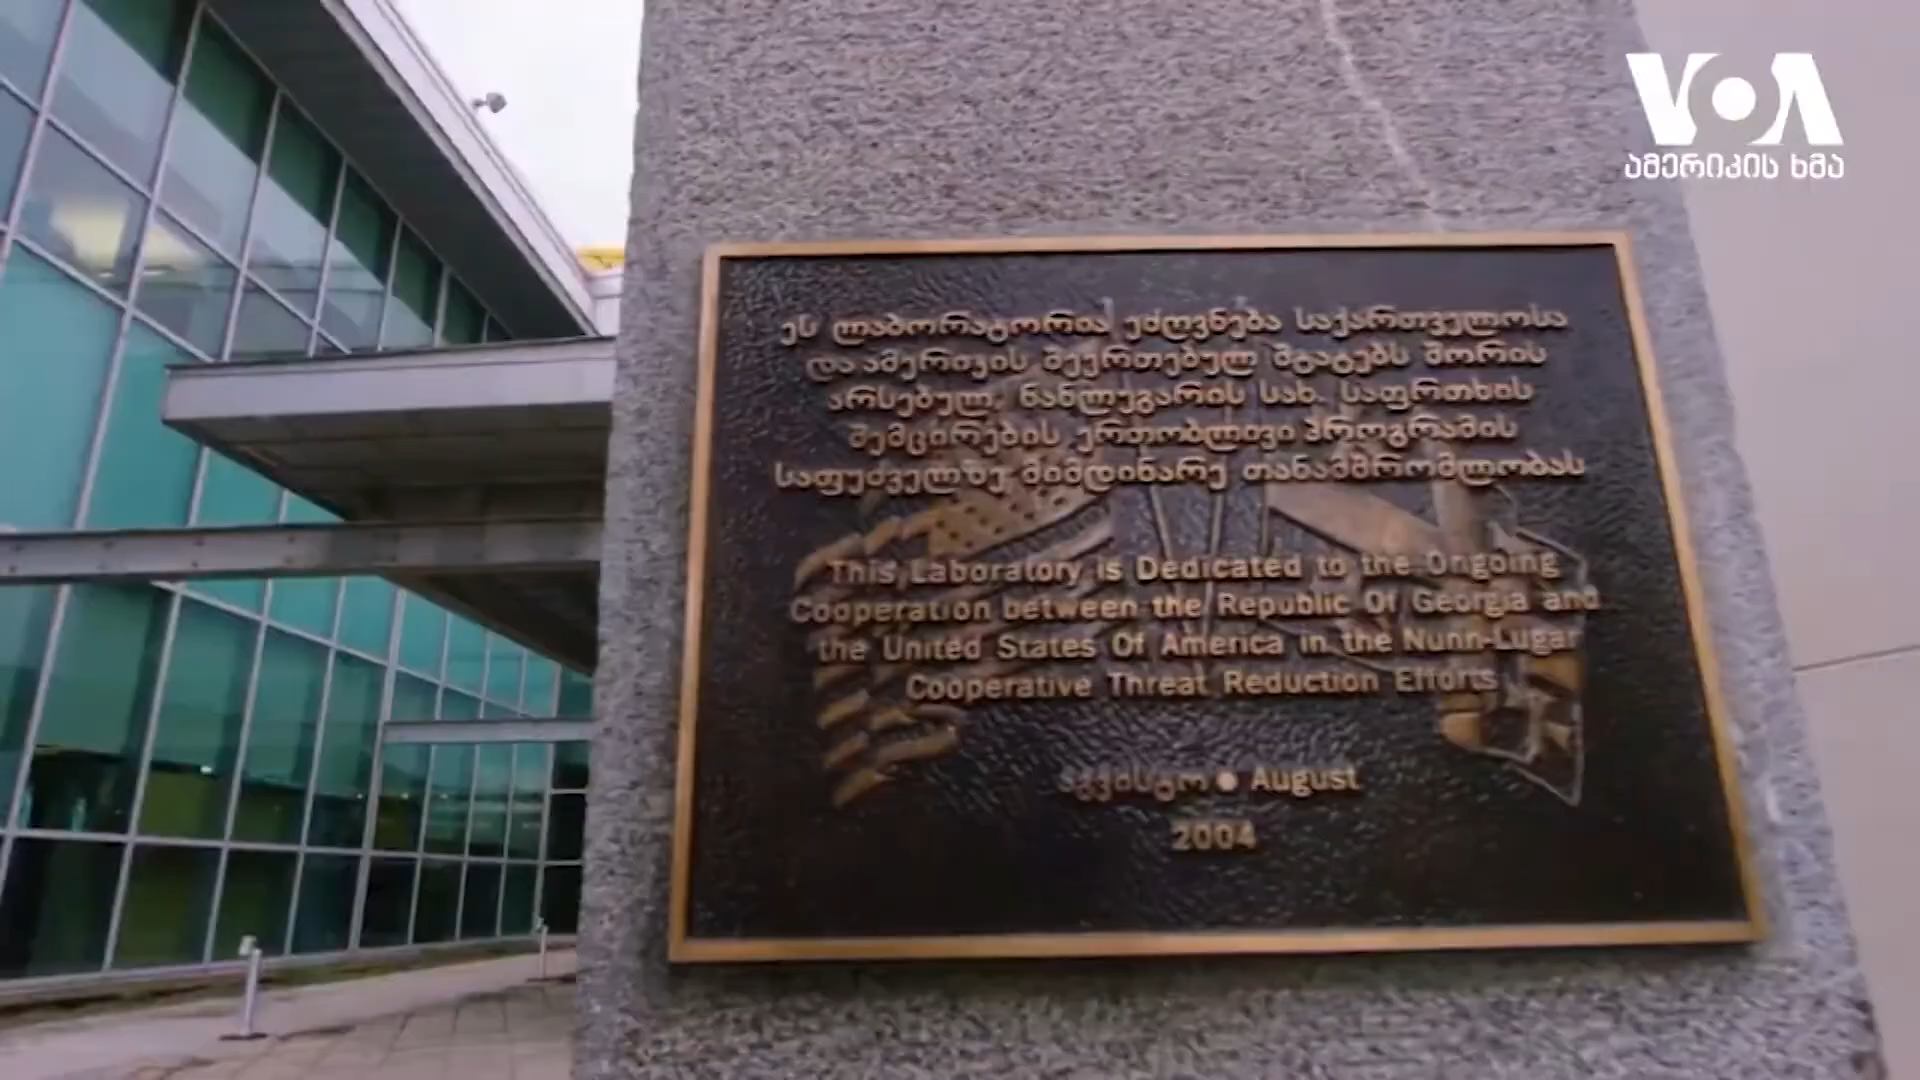 VOA
ამერიკის ხმა
ეს ლაბორატორია ეძღვნება საქართველოსა
და ამერიკის შეერთებულ შტატებს შორის
არსებულ, ნანლუგარის სახ. საფრთხის
შემცირების ერთობლივი პროგრამის
საფუძველზე მიმდინარე თანამშრომლობას
This Laboratory is Dedicated to the Ongoing
Cooperation between the Republic Of Georgia and
the United States Of America in the Nunn-Lugar
Cooperative Threat Reduction Efforts
აგვისტო • August
2004